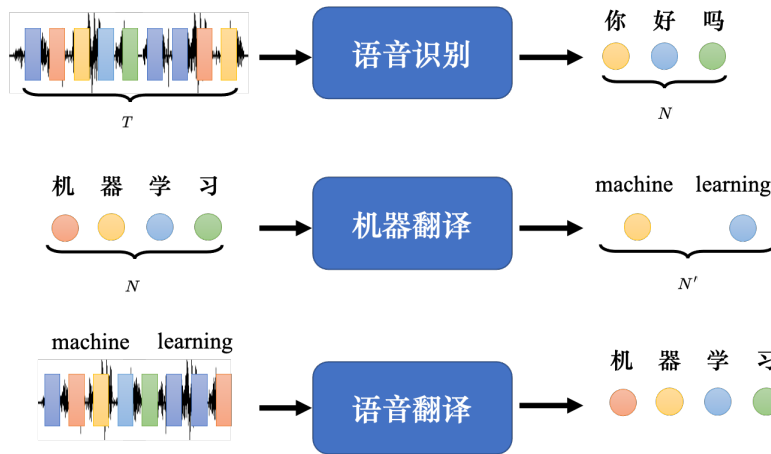 你 好 吗
语音识别
T
N
机 器 学 习
machine learning
机器翻译
N
N′
machine learning
机 器 学 习
语音翻译